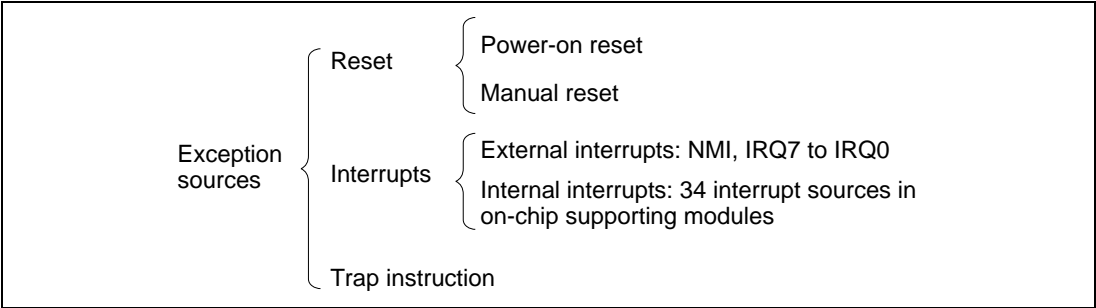 Exception
sources
Reset
Power-on reset
Manual reset
Interrupts
External interrupts: NMI, IRQ7 to IRQ0
Internal interrupts: 34 interrupt sources in
on-chip supporting modules
Trap instruction